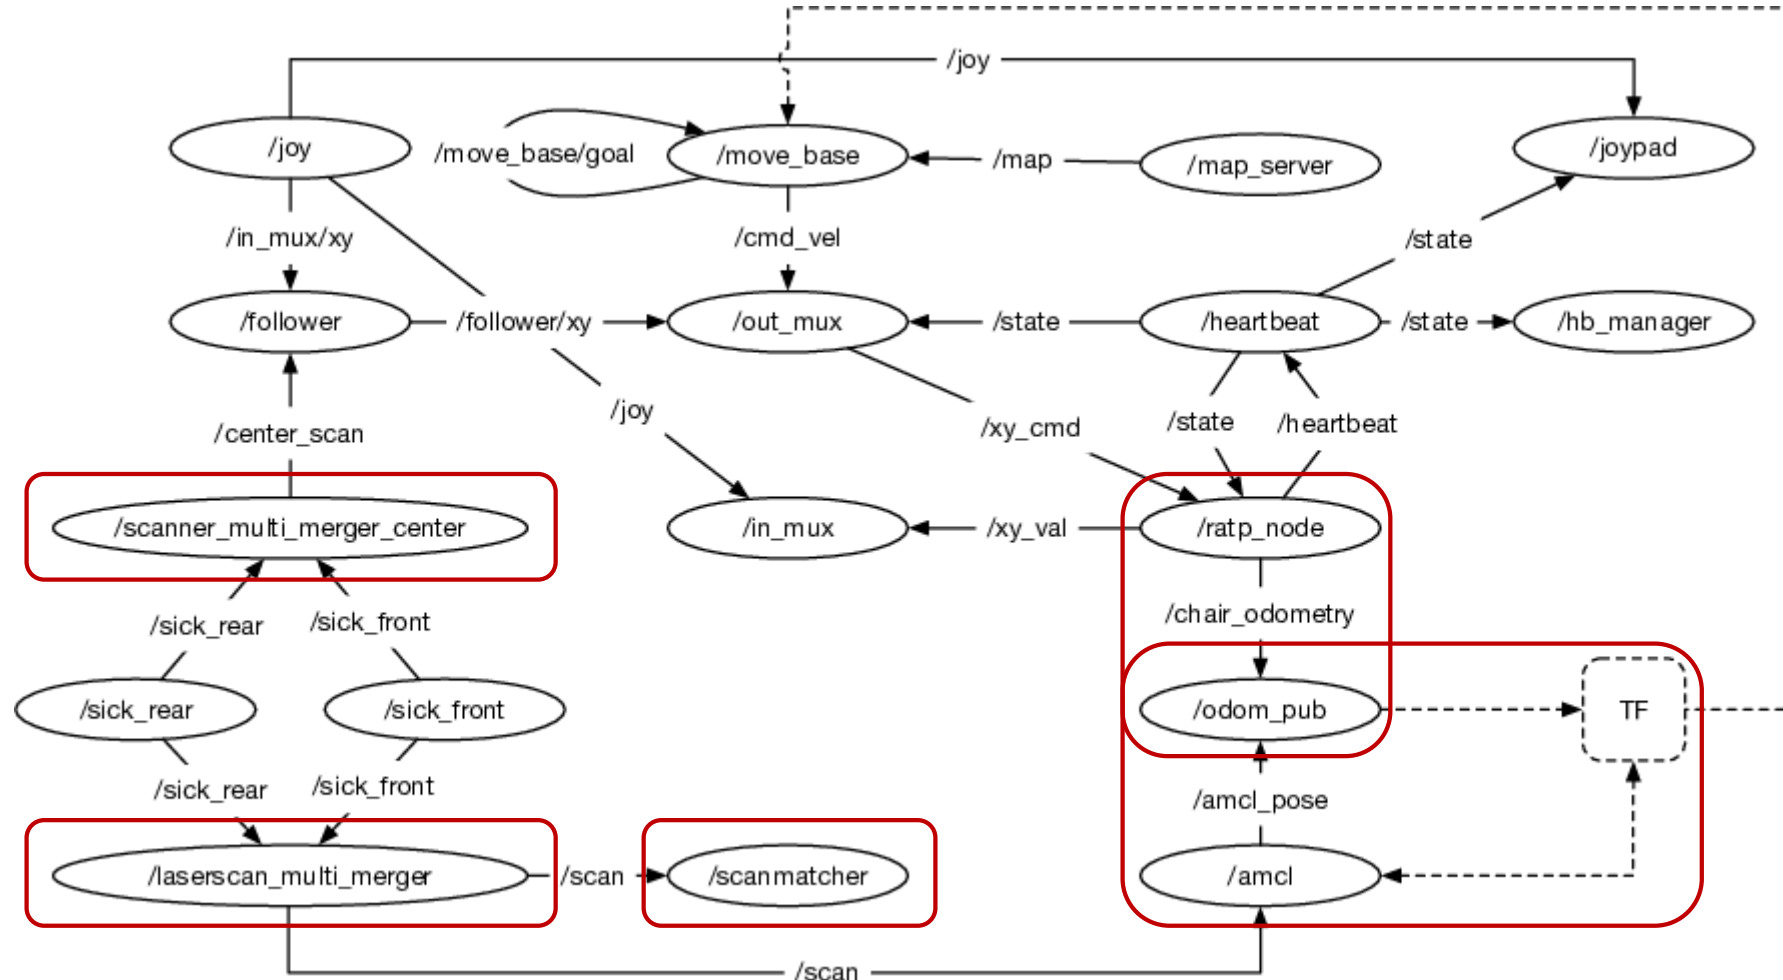 /joy
/joy
/move_base/goal
/move_base
/map
/map_server
/joypad
/in_mux/xy
/cmd_vel
/state
/follower
/follower/xy
/out_mux
/state
/heartbeat
/state
/hb_manager
/joy
/center_scan
/xy_cmd
/state
/heartbeat
/scanner_multi_merger_center
/in_mux
/xy_val
/ratp_node
/sick_rear
/sick_front
/chair_odometry
/sick_rear
/sick_front
/odom_pub
TF
/sick_rear
/sick_front
/amcl_pose
/laserscan_multi_merger
/scan
/scanmatcher
/amcl
/scan